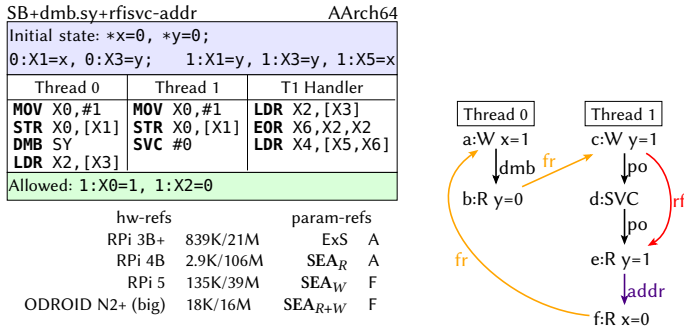 SB+dmb.sy+rfisvc-addr AArch64
Initial state: *x=0, *y=0;
0:X1=x, 0:X3=y; 1:X1=y, 1:X3=y, 1:X5=x
Thread 0 Thread 1 T1 Handler
MOV X0,#1 MOV X0,#1 LDR X2,[X3]
STR X0,[X1] STR X0,[X1] EOR X6,X2,X2
DMB SY SVC #0 LDR X4,[X5,X6]
LDR X2,[X3]
Allowed: 1:X0=1, 1:X2=0
hw-refs param-refs
RPi 3B+ 839K/21M ExS A
RPi 4B 2.9K/106M SEA_R A
RPi 5 135K/39M SEA_W F
ODROID N2+ (big) 18K/16M SEA_{R+W} F
Thread 0 Thread 1
a:W x=1 c:W y=1
dmb fr po
b:R y=0 d:SVC rf
po
fr e:R y=1
addr
f:R x=0